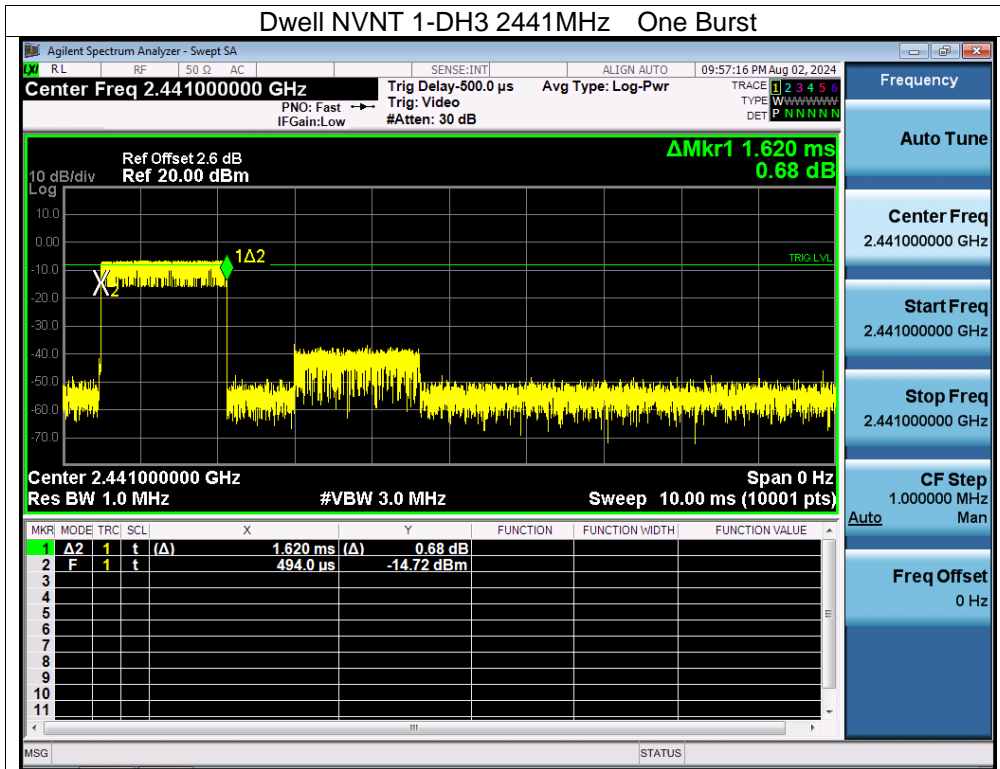 Dwell NVNT 1-DH3 2441MHz One Burst
Agilent Spectrum Analyzer - Swept SA
LXI RL RF 50 Ω AC SENSE:INT ALIGN AUTO 09:57:16 PM Aug 02, 2024
Center Freq 2.441000000 GHz Trig Delay-500.0 µs Avg Type: Log-Pwr TRACE 1 2 3 4 5 6
PNO: Fast Trig: Video TYPE WWWWWW
IFGain:Low #Atten: 30 dB DET P N N N N N
Frequency
Auto Tune
Center Freq
2.441000000 GHz
Start Freq
2.441000000 GHz
Stop Freq
2.441000000 GHz
CF Step
1.000000 MHz
Auto Man
Freq Offset
0 Hz
ΔMkr1 1.620 ms
0.68 dB
Ref Offset 2.6 dB
10 dB/div Ref 20.00 dBm
Log
10.0
0.00
-10.0
-20.0
-30.0
-40.0
-50.0
-60.0
-70.0
1Δ2
TRIG LVL
X2
Center 2.441000000 GHz Span 0 Hz
Res BW 1.0 MHz #VBW 3.0 MHz Sweep 10.00 ms (10001 pts)
MKR MODE TRC SCL X Y FUNCTION FUNCTION WIDTH FUNCTION VALUE
1 Δ2 1 t (Δ) 1.620 ms (Δ) 0.68 dB
2 F 1 t 494.0 µs -14.72 dBm
3
4
5
6
7
8
9
10
11
MSG STATUS